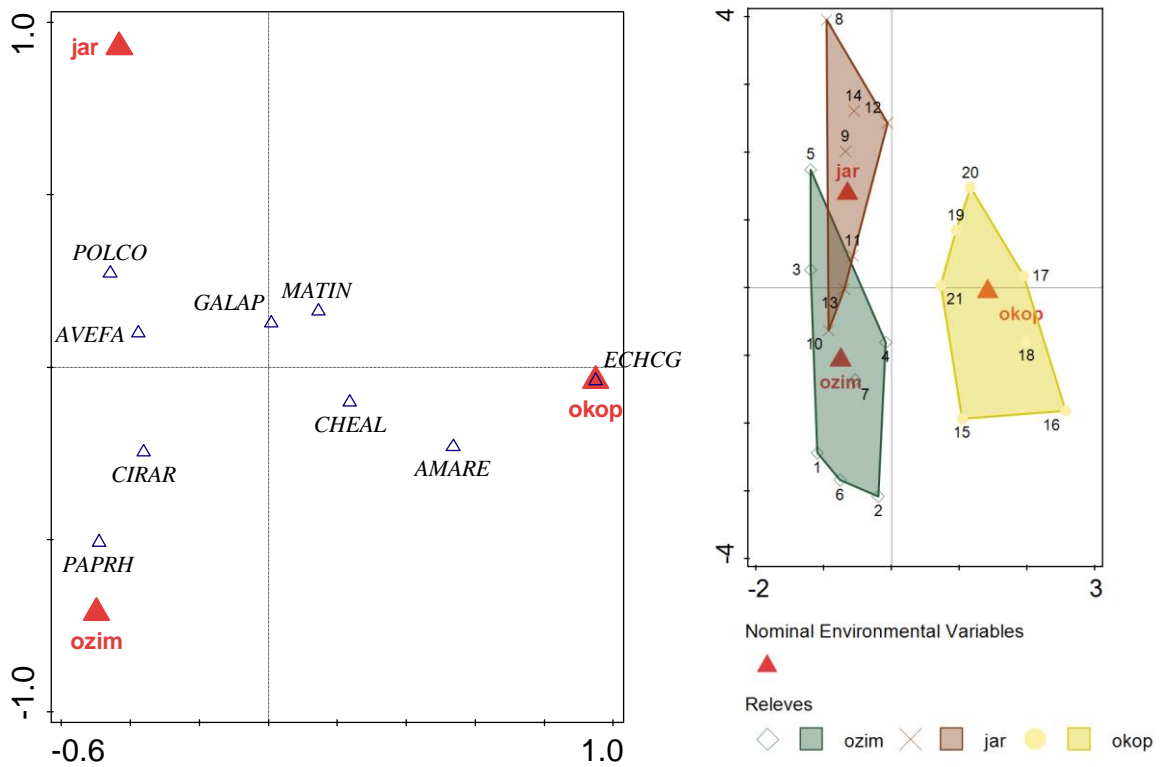 1.0
jar
POLCO
GALAP
MATIN
AVEFA
ECHCG
okop
CHEAL
CIRAR
AMARE
PAPRH
ozim
-1.0
-0.6
1.0
4
8
14
12
9
5
jar
20
19
11
3
17
13
21
okop
10
4
18
ozim
7
15
16
1
6
2
-4
-2
3
Nominal Environmental Variables
Releves
ozim jar okop